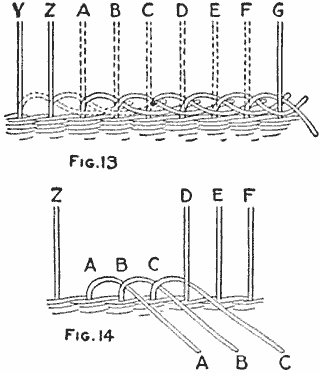 Y Z A B C D E F G
FIG.13
Z D E F
A B C
FIG.14
A B C